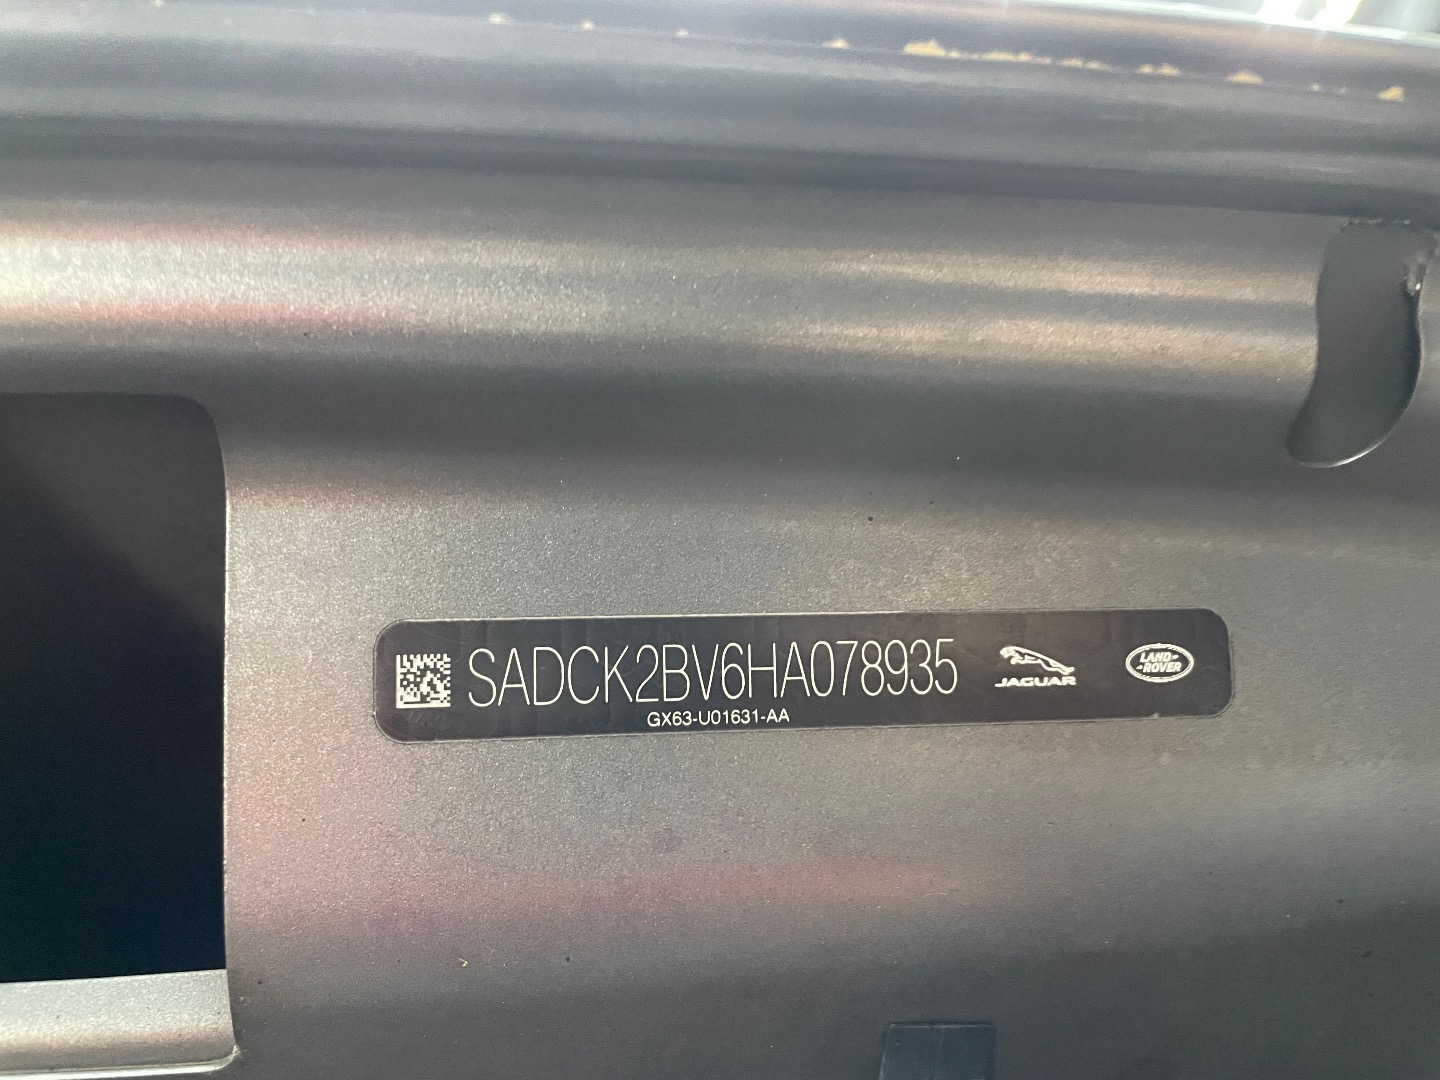 SADCK2BV6HA078935
GX63-U01631-AA
JAGUAR
LAND-
-ROVER